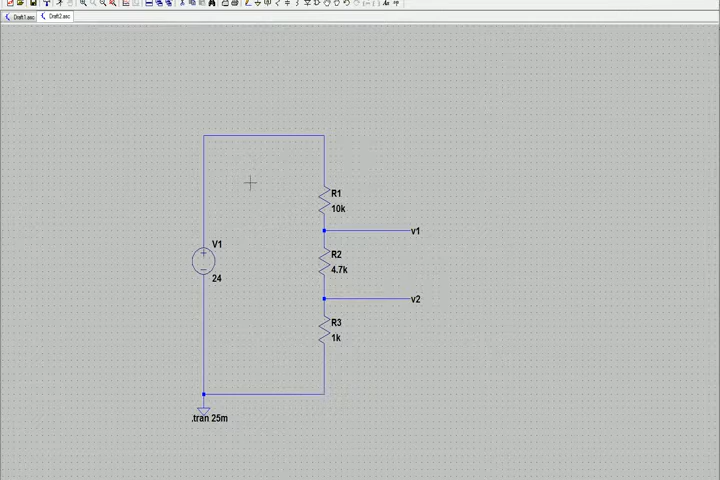 Draft1.asc Draft2.asc
R1
10k
v1
V1
R2
4.7k
24
v2
R3
1k
.tran 25m